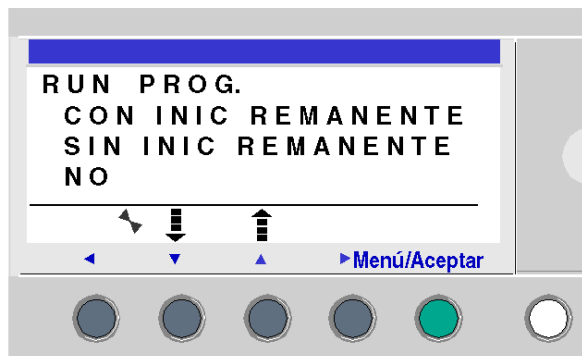 RUN PROG.
CON INIC REMANENTE
SIN INIC REMANENTE
NO
Menú/Aceptar